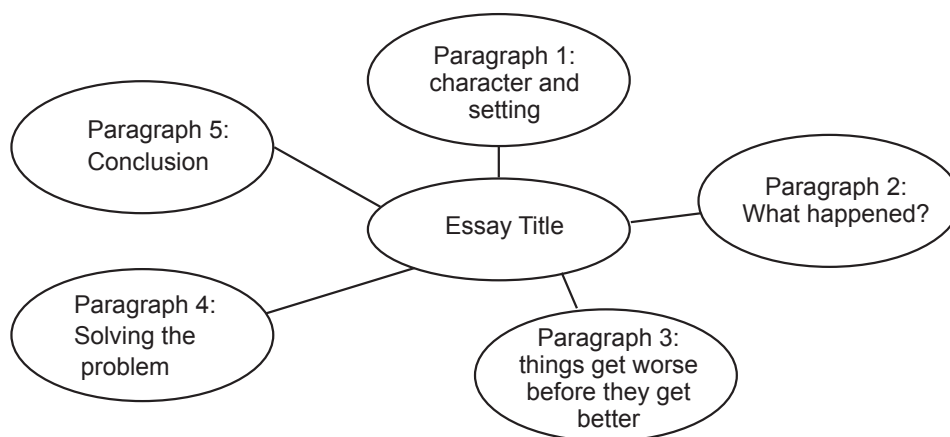 Essay Title
Paragraph 1:
character and
setting
Paragraph 2:
What happened?
Paragraph 3:
things get worse
before they get
better
Paragraph 4:
Solving the
problem
Paragraph 5:
Conclusion